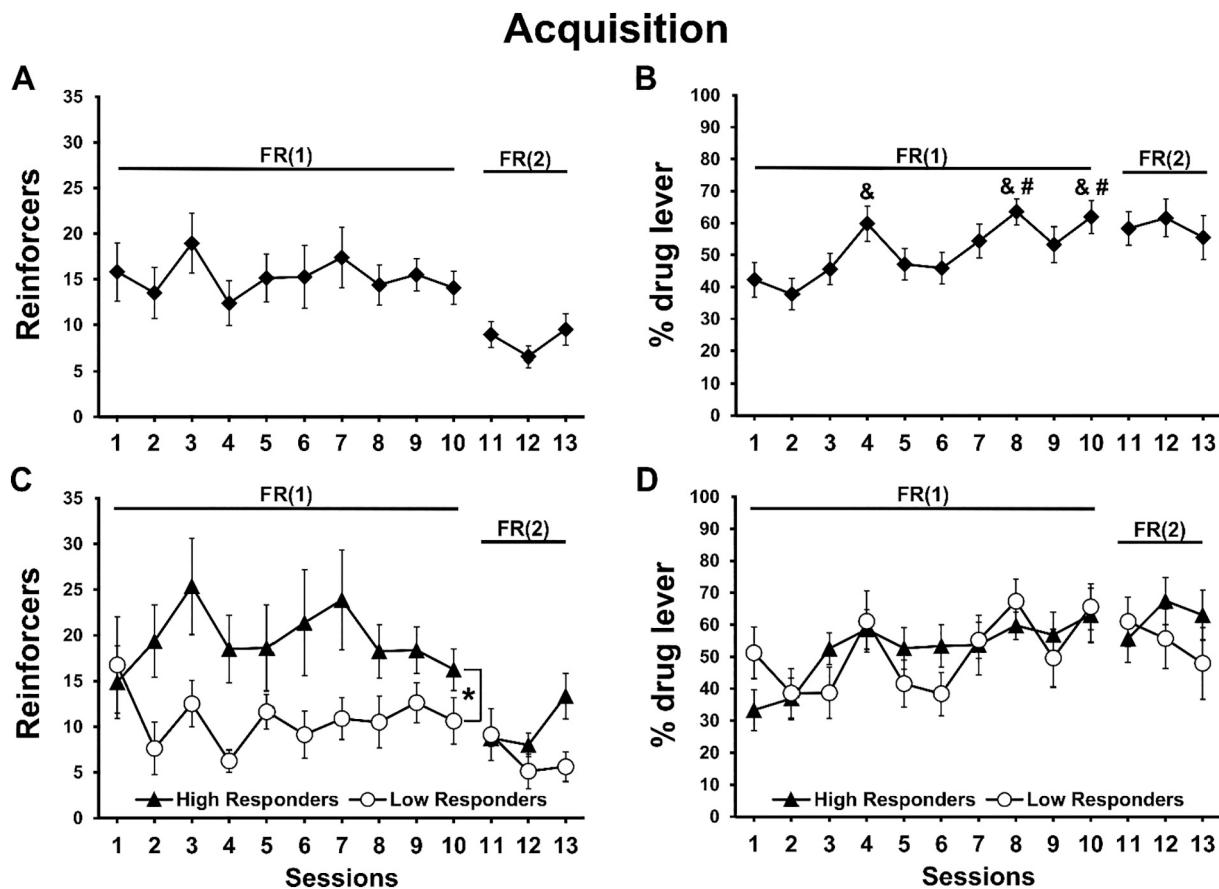 Acquisition
A
Reinforcers
35
30
25
20
15
10
5
0
FR(1)
FR(2)
1 2 3 4 5 6 7 8 9 10 11 12 13
B
% drug lever
100
90
80
70
60
50
40
30
20
10
0
FR(1)
FR(2)
&
& #
& #
1 2 3 4 5 6 7 8 9 10 11 12 13
C
Reinforcers
35
30
25
20
15
10
5
0
FR(1)
FR(2)
*
High Responders Low Responders
1 2 3 4 5 6 7 8 9 10 11 12 13
Sessions
D
% drug lever
100
90
80
70
60
50
40
30
20
10
0
FR(1)
FR(2)
High Responders Low Responders
1 2 3 4 5 6 7 8 9 10 11 12 13
Sessions